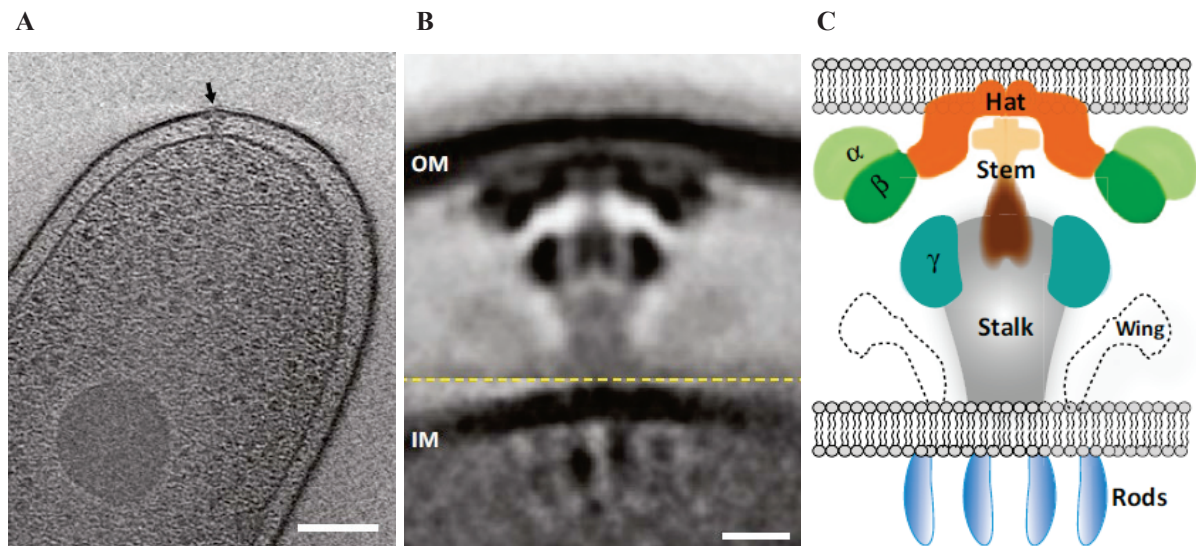 A B C
OM
IM
Hat
α
β
Stem
γ
Stalk
Wing
Rods